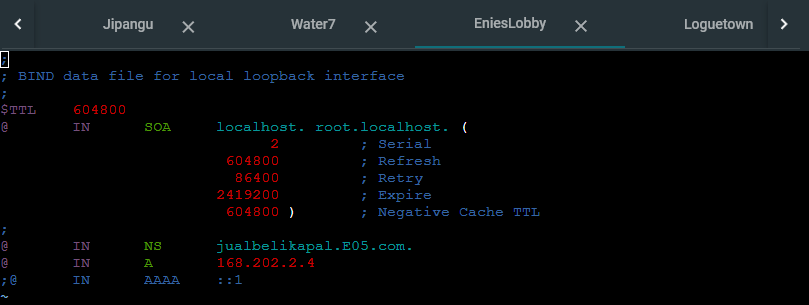 Jipangu Water7 EniesLobby Loguetown
;
; BIND data file for local loopback interface
;
$TTL 604800
@ IN SOA localhost. root.localhost. (
2 ; Serial
604800 ; Refresh
86400 ; Retry
2419200 ; Expire
604800 ) ; Negative Cache TTL
;
@ IN NS jualbelikapal.E05.com.
@ IN A 168.202.2.4
;@ IN AAAA ::1
~